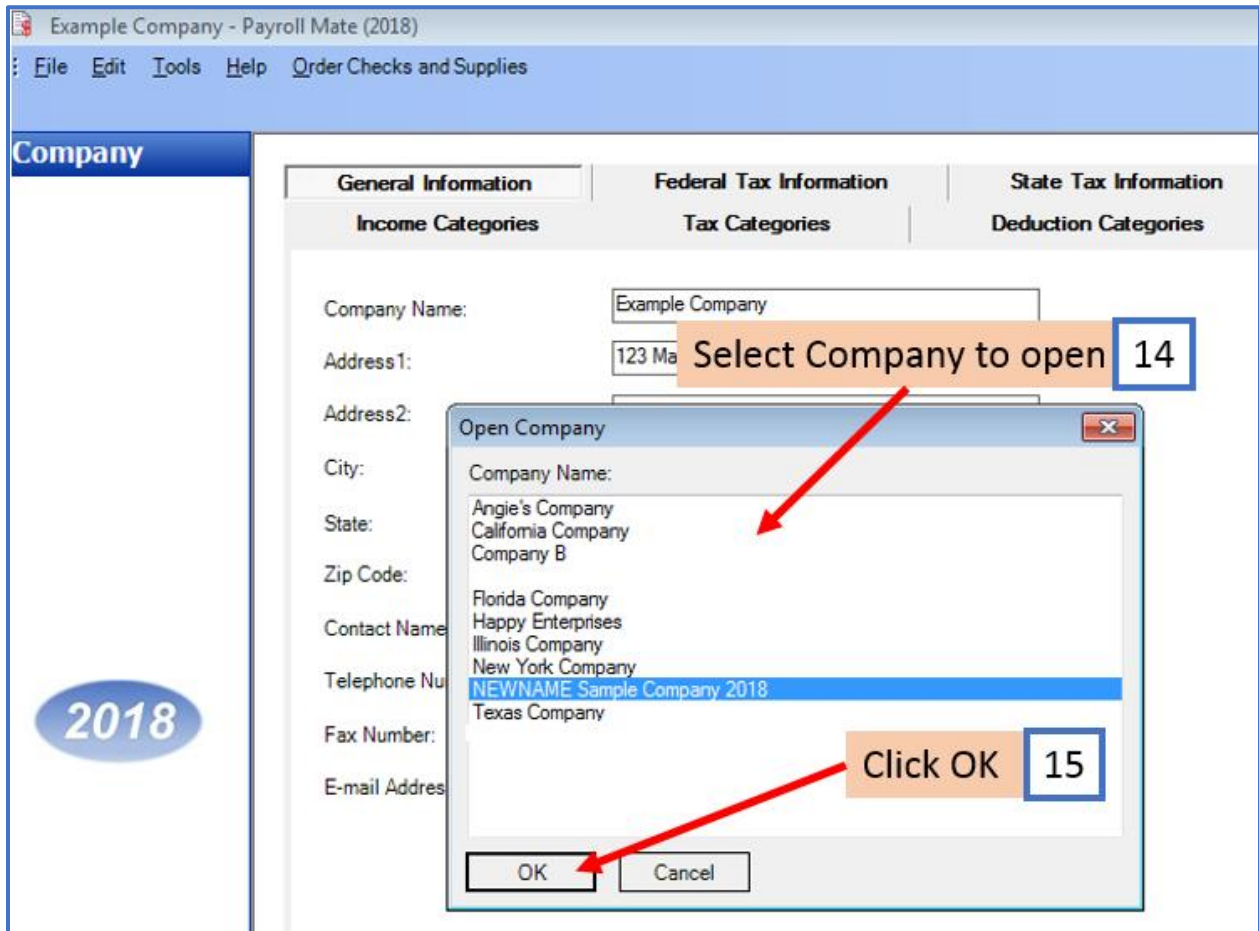 Example Company - Payroll Mate (2018)
File Edit Tools Help Order Checks and Supplies
Company
General Information Federal Tax Information State Tax Information
Income Categories Tax Categories Deduction Categories
Company Name: Example Company
Address1: 123 Ma
Select Company to open 14
Address2:
Open Company
City:
Company Name:
Angie's Company
State:
California Company
Company B
Zip Code:
Florida Company
Happy Enterprises
Contact Name
Illinois Company
New York Company
Telephone Nu
NEWNAME Sample Company 2018
Texas Company
2018
Fax Number:
Click OK 15
E-mail Addres
OK Cancel